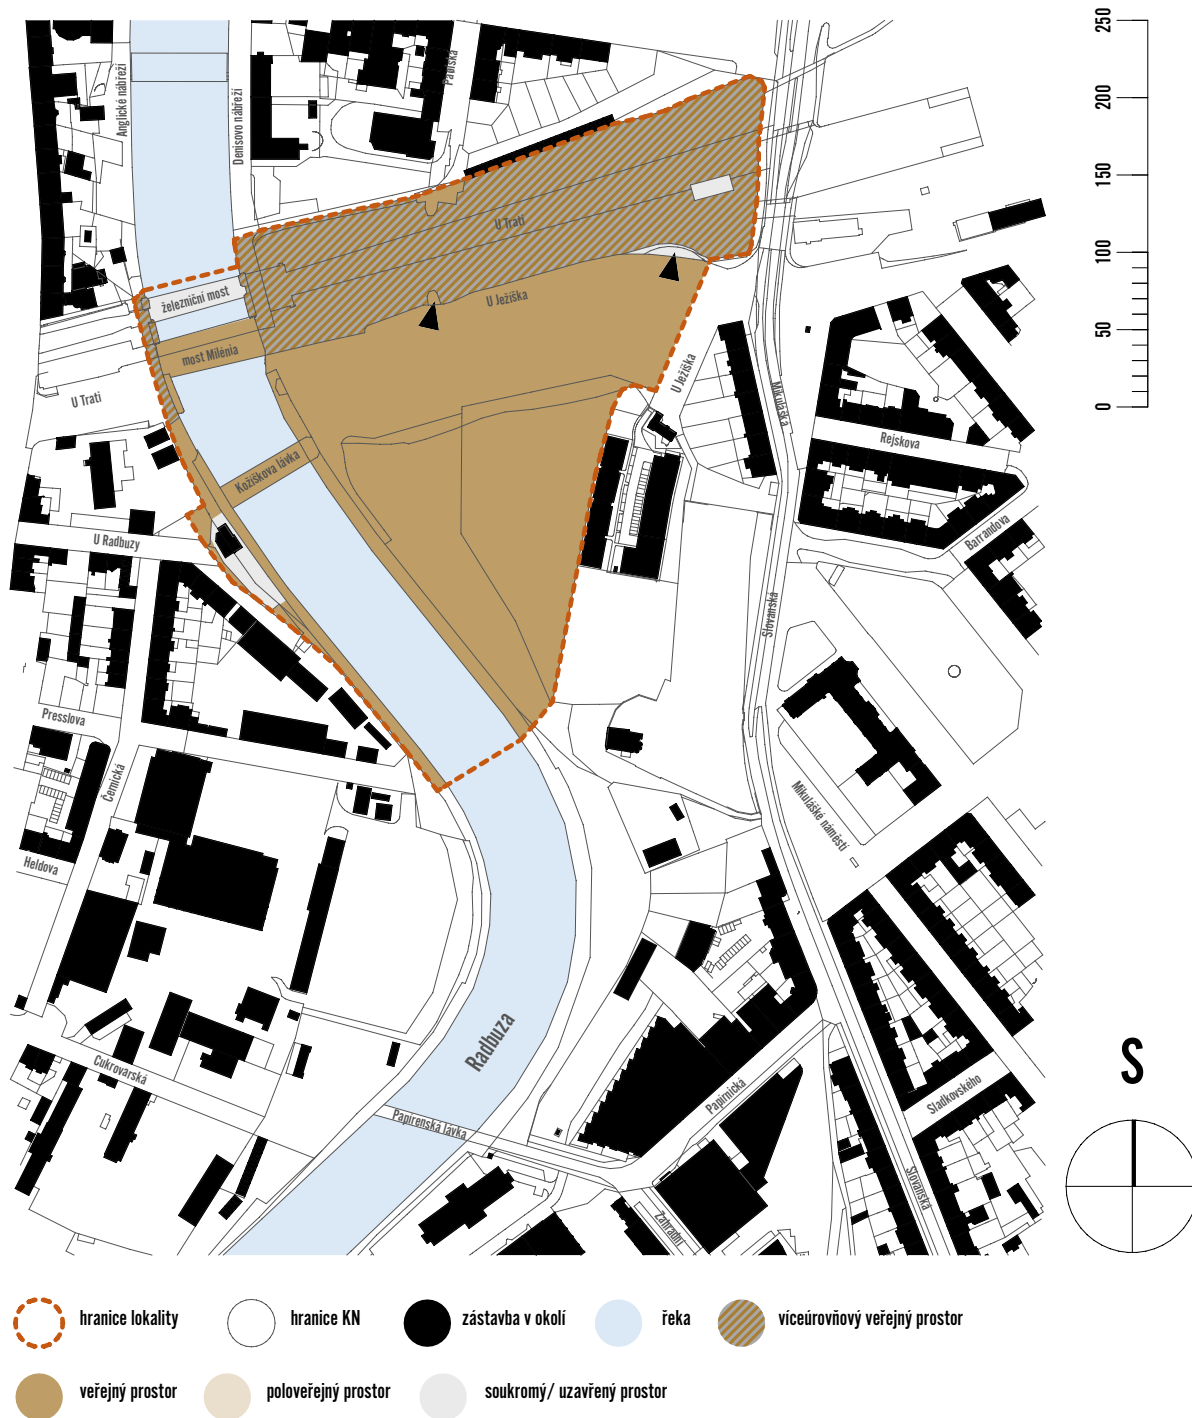 250
200
150
100
50
0
Anglické nábřeží
Denisovo nábřeží
Pobřežní
U Trati
železniční most
U Ježíška
most Milénia
U Trati
U Ježíška
Mikulášská
Rejskova
Kožíškova lávka
U Radbuzy
Barrandova
Slovanská
Presslova
Černická
Mikulášské náměstí
Heldova
Radbuza
Cukrovarská
Papírenská lávka
Papírnická
Sladkovského
Slovanská
Zahradní
S
hranice lokality
hranice KN
zástavba v okolí
řeka
víceúrovňový veřejný prostor
veřejný prostor
poloveřejný prostor
soukromý/ uzavřený prostor